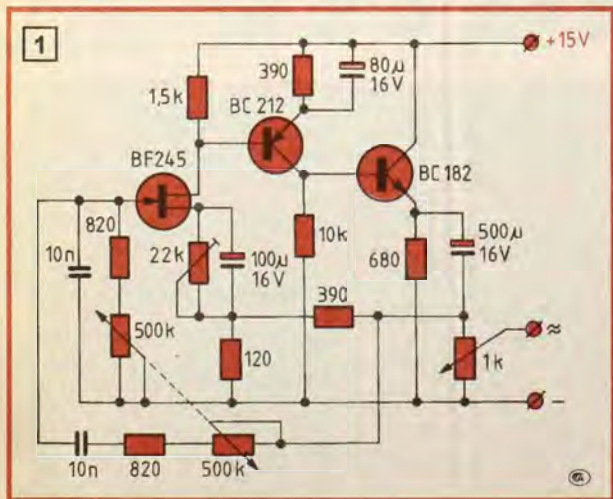 1
+15V
390
80μ
16V
1,5k
BC 212
BF245
BC 182
820
10n
22k
100μ
16V
10k
680
500μ
16V
390
500k
120
1k
≈
−
10n
820
500k